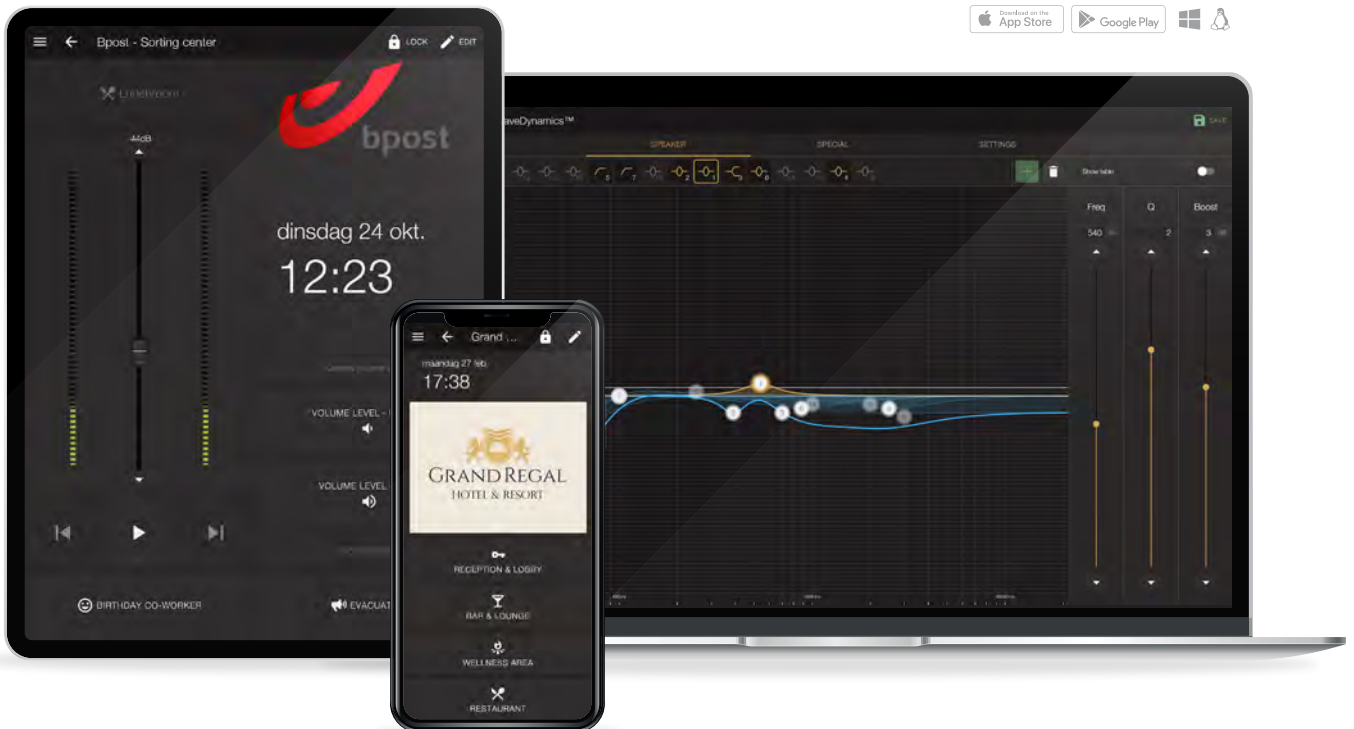 Download on the
App Store
Google Play
Bpost - Sorting center
LOCK
EDIT
Lunchroom
-44dB
bpost
dinsdag 24 okt.
12:23
VOLUME LEVEL -
VOLUME LEVEL
BIRTHDAY CO-WORKER
EVACUAT
Grand ...
maandag 27 feb.
17:38
GRAND REGAL
HOTEL & RESORT
RECEPTION & LOBBY
BAR & LOUNGE
WELLNESS AREA
RESTAURANT
aveDynamics™
SAVE
SPEAKER
SPECIAL
SETTINGS
Show table
Freq
Q
Boost
540
2
3